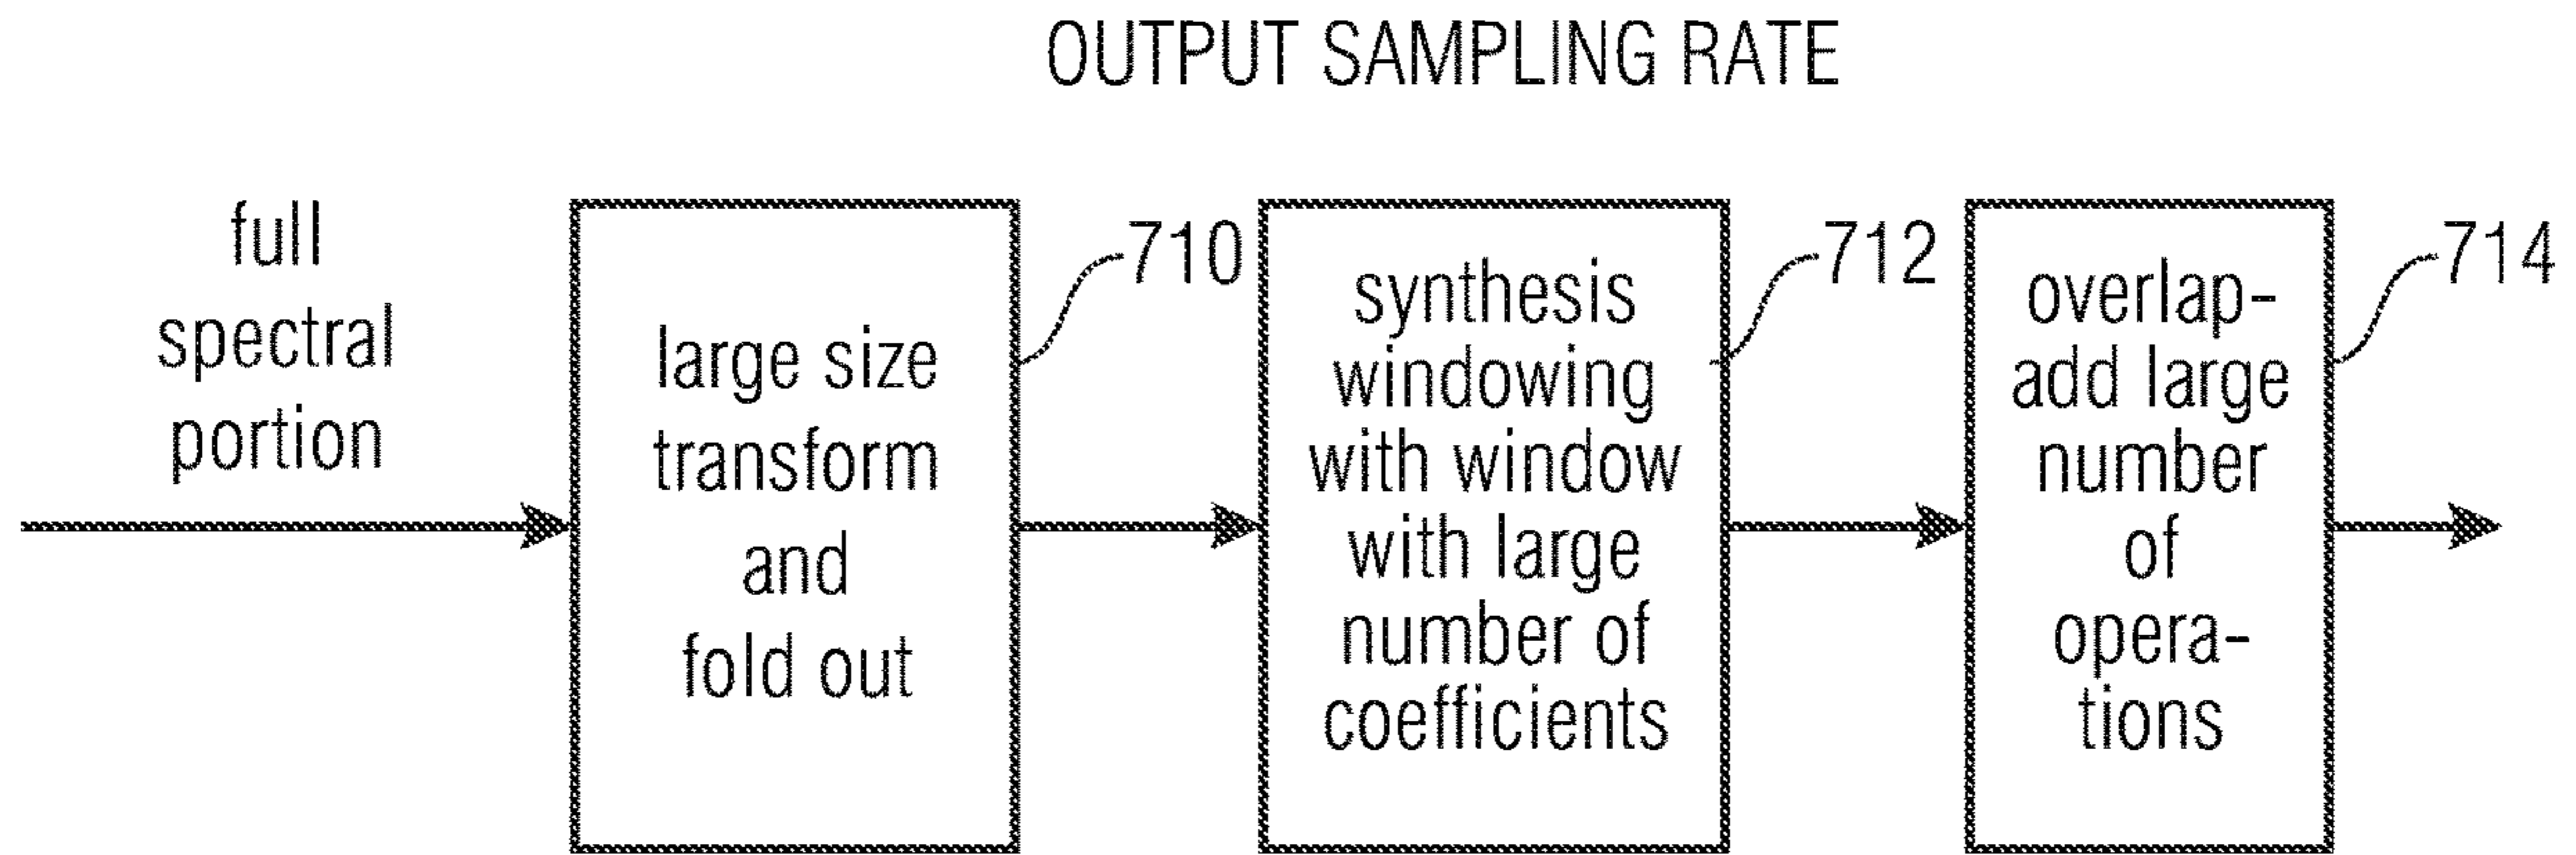 OUTPUT SAMPLING RATE
full
spectral
portion
large size
transform
and
fold out
710
synthesis
windowing
with window
with large
number of
coefficients
712
overlap-
add large
number
of
opera-
tions
714